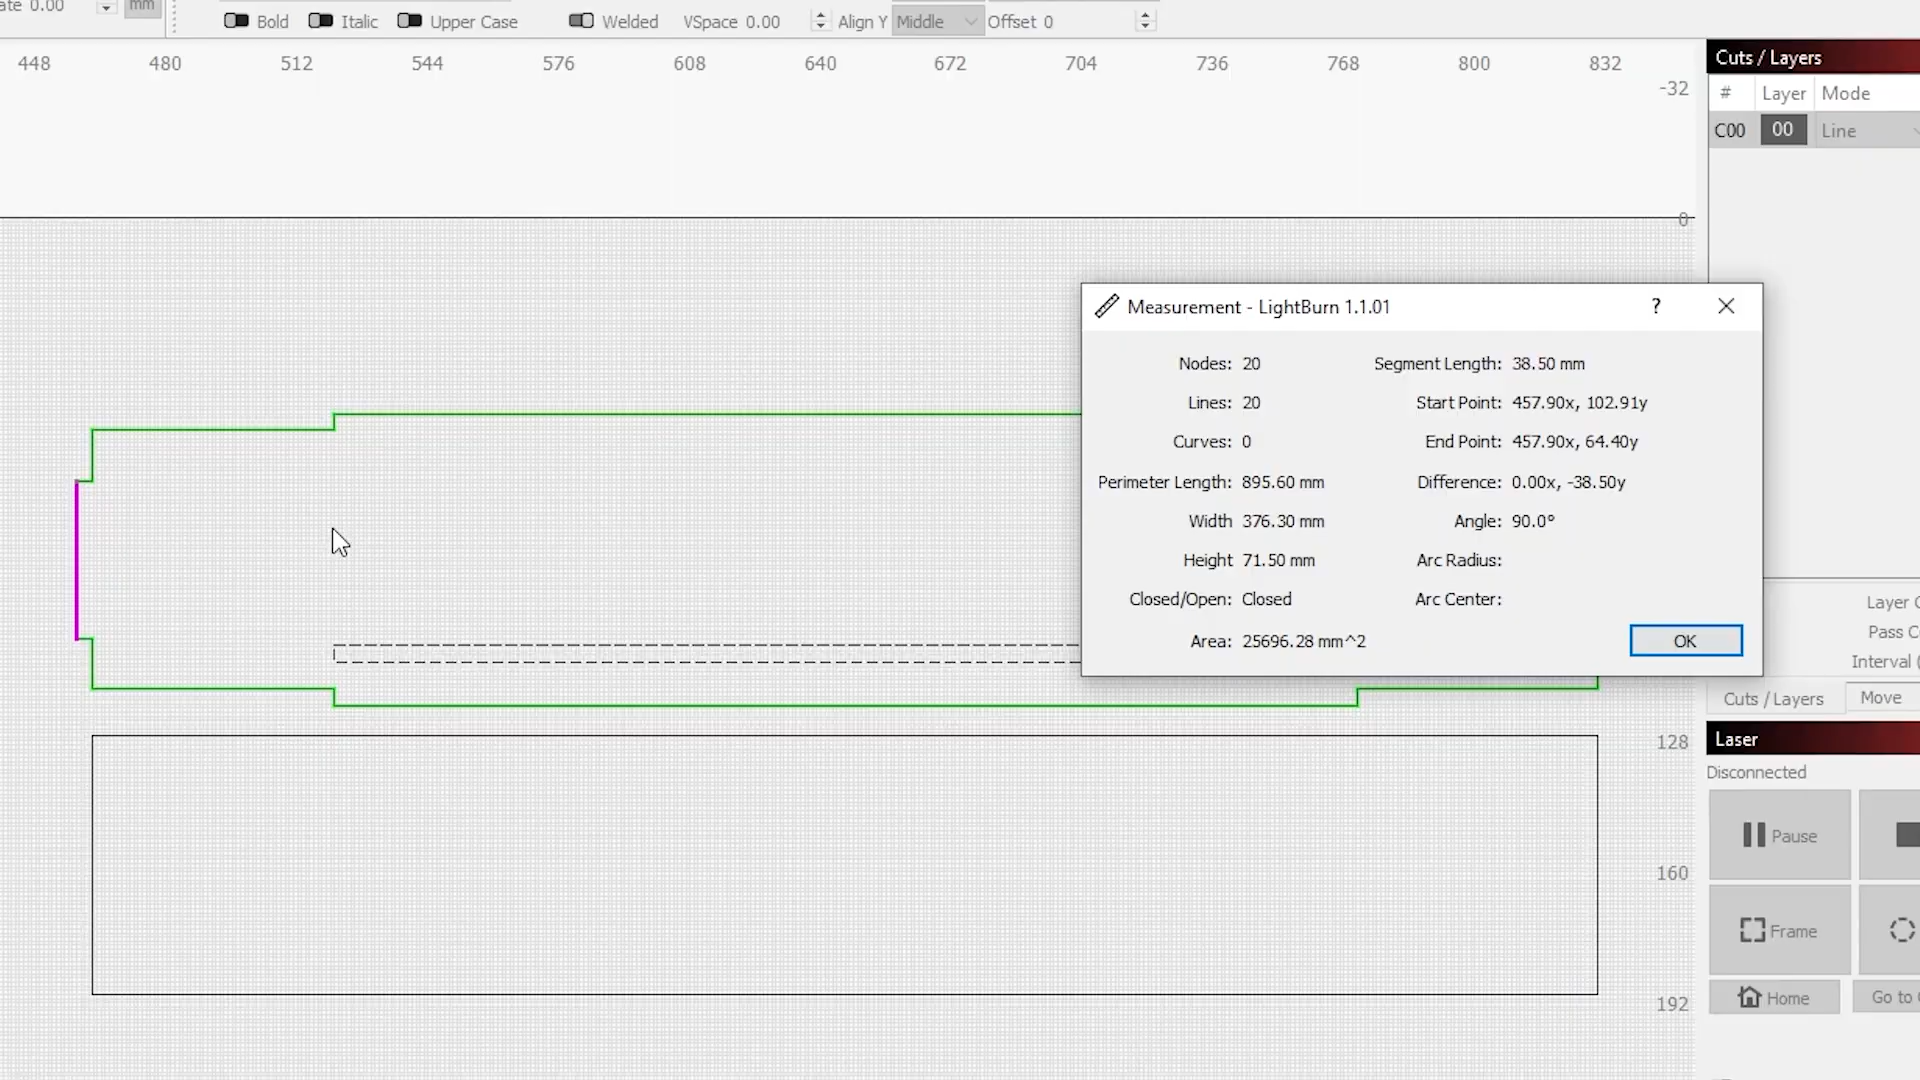 ate 0.00 mm
Bold Italic Upper Case Welded VSpace 0.00 Align Y Middle Offset 0
448 480 512 544 576 608 640 672 704 736 768 800 832
-32
0
128
160
192
Measurement - LightBurn 1.1.01 ?
Nodes: 20 Segment Length: 38.50 mm
Lines: 20 Start Point: 457.90x, 102.91y
Curves: 0 End Point: 457.90x, 64.40y
Perimeter Length: 895.60 mm Difference: 0.00x, -38.50y
Width 376.30 mm Angle: 90.0°
Height 71.50 mm Arc Radius:
Closed/Open: Closed Arc Center:
Area: 25696.28 mm^2 OK
Cuts / Layers
# Layer Mode
C00 00 Line
Layer C
Pass C
Interval (
Cuts / Layers Move
Laser
Disconnected
Pause
Frame
Home Go to